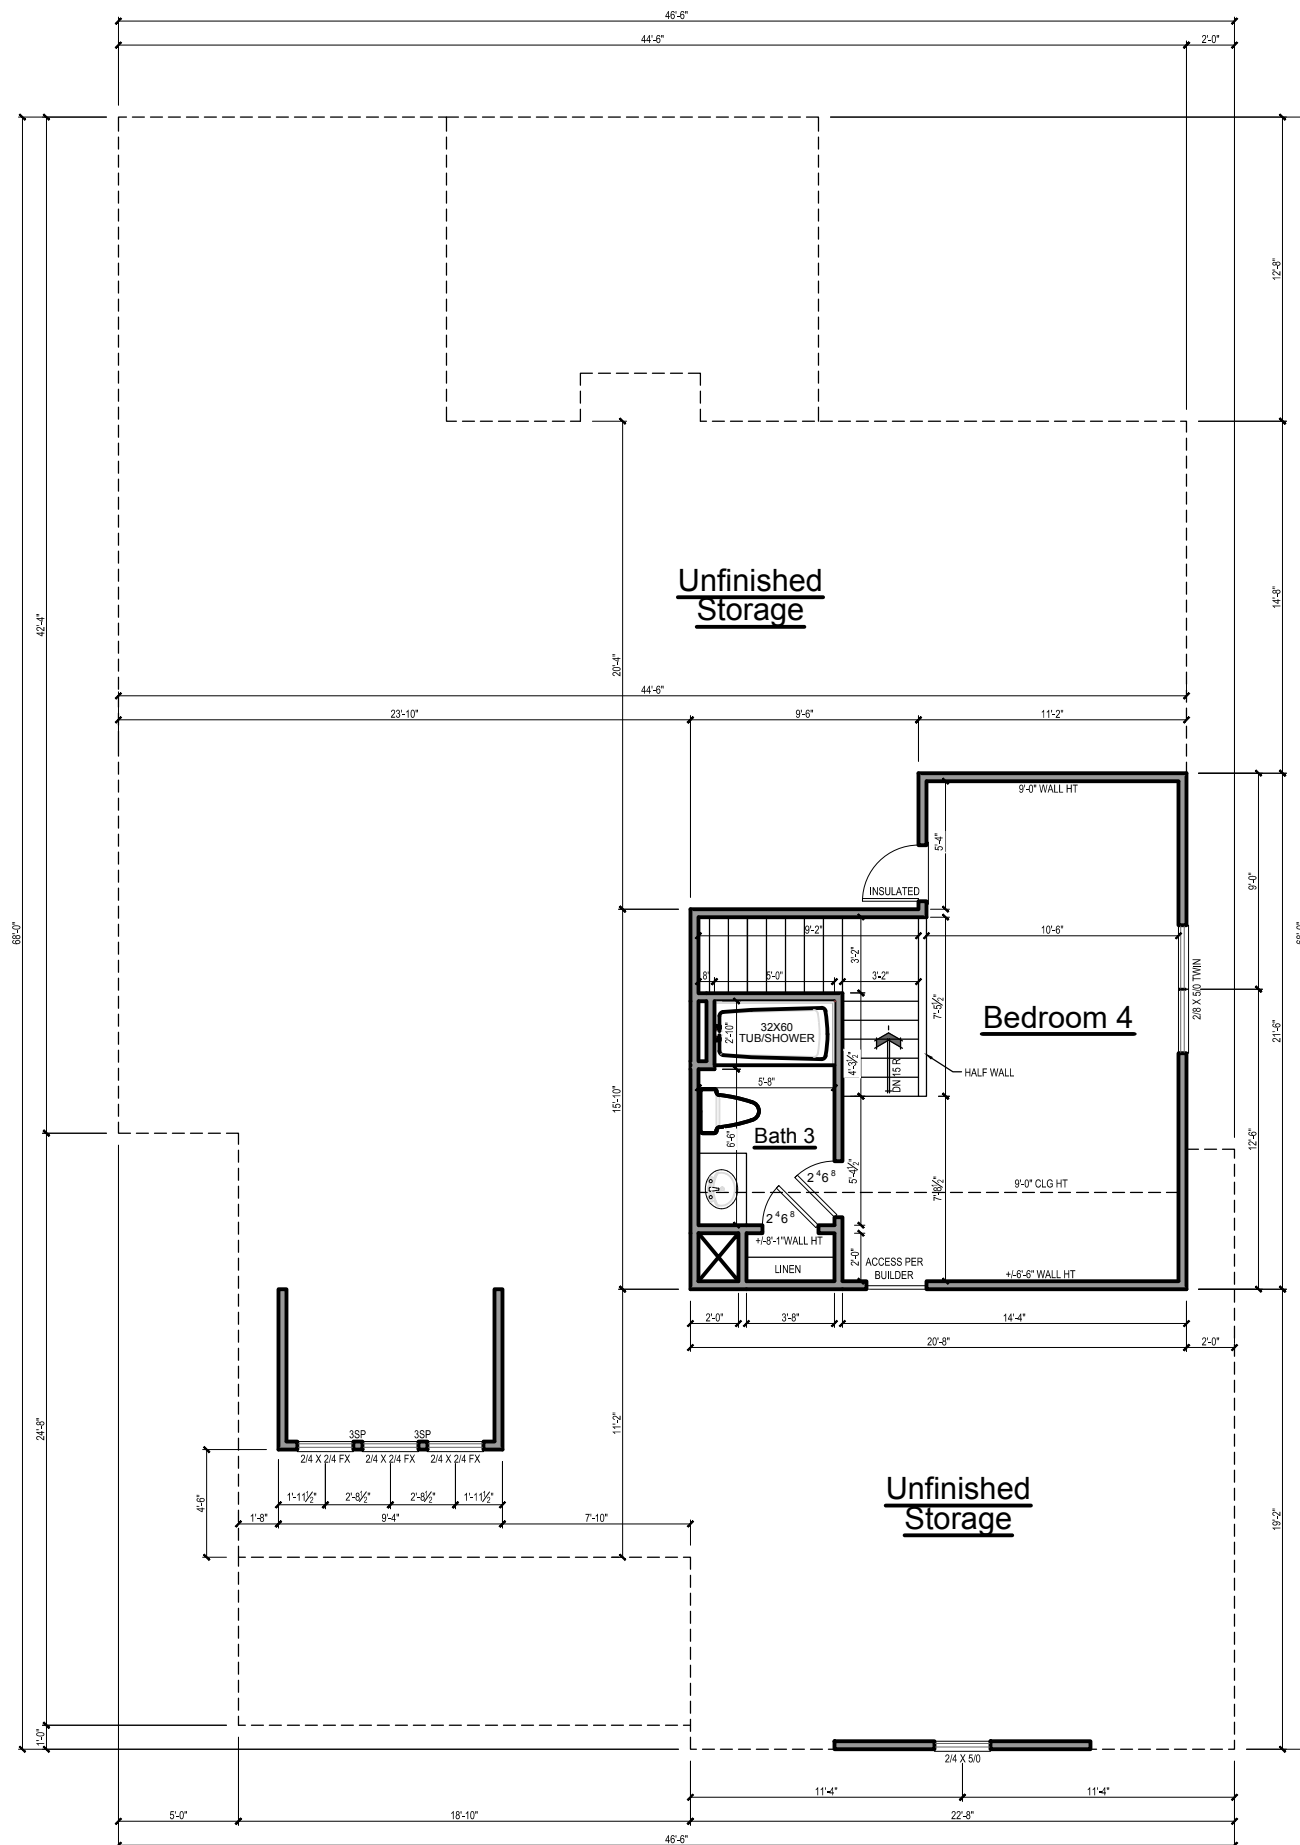 46'-6"
44'-6"
2'-0"
12'-8"
42'-4"
14'-8"
Unfinished
Storage
20'-4"
44'-6"
23'-10"
9'-6"
11'-2"
9'-0" WALL HT
5'-4"
9'-0"
INSULATED
68'-0"
68'-0"
9'-2"
10'-6"
3'-2"
8"
5'-0"
3'-2"
2/8 X 5/0 TWIN
7'-5½"
Bedroom 4
21'-6"
32X60
TUB/SHOWER
2'-10"
4'-3½"
DN 15 R
HALF WALL
5'-8"
15'-10"
Bath 3
6'-6"
12'-6"
2468
5'-4½"
7'-8½"
9'-0" CLG HT
2468
+/-8'-1"WALL HT
2'-0"
ACCESS PER
BUILDER
LINEN
+/-6'-6" WALL HT
2'-0"
3'-8"
14'-4"
20'-8"
2'-0"
24'-8"
11'-2"
3SP
3SP
2/4 X 2/4 FX
2/4 X 2/4 FX
2/4 X 2/4 FX
Unfinished
Storage
4'-6"
1'-11½"
2'-8½"
2'-8½"
1'-11½"
1'-8"
9'-4"
7'-10"
19'-2"
1'-0"
2/4 X 5/0
11'-4"
11'-4"
5'-0"
18'-10"
22'-8"
46'-6"